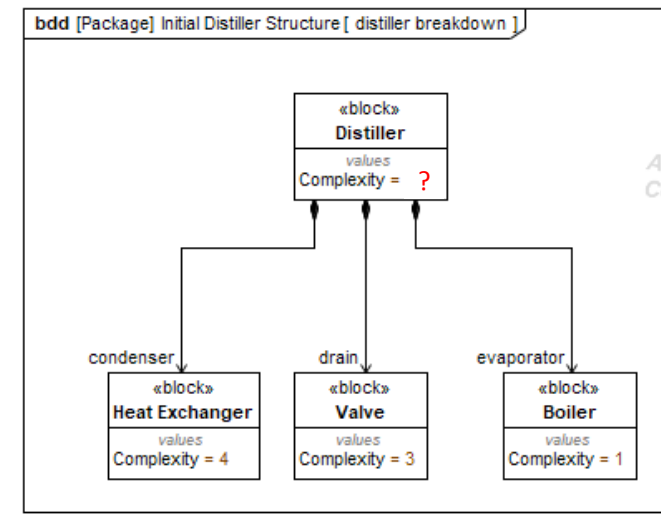 bdd [Package] Initial Distiller Structure [ distiller breakdown ]
«block»
Distiller
values
Complexity = ?
condenser
drain
evaporator
«block»
Heat Exchanger
values
Complexity = 4
«block»
Valve
values
Complexity = 3
«block»
Boiler
values
Complexity = 1
A
C